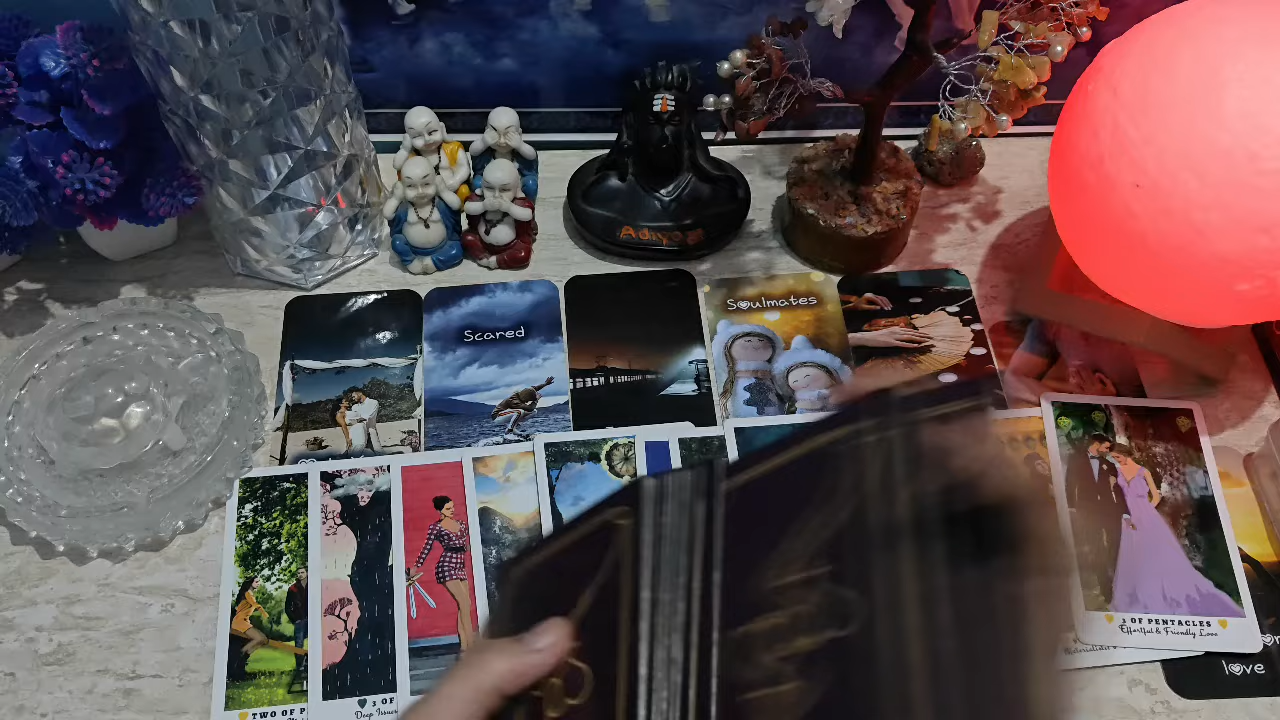 Adiyogi
Soulmates
Scared
3 OF PENTACLES
Effortful & Friendly Love
TWO OF P
3 OF
Deep Issues
love